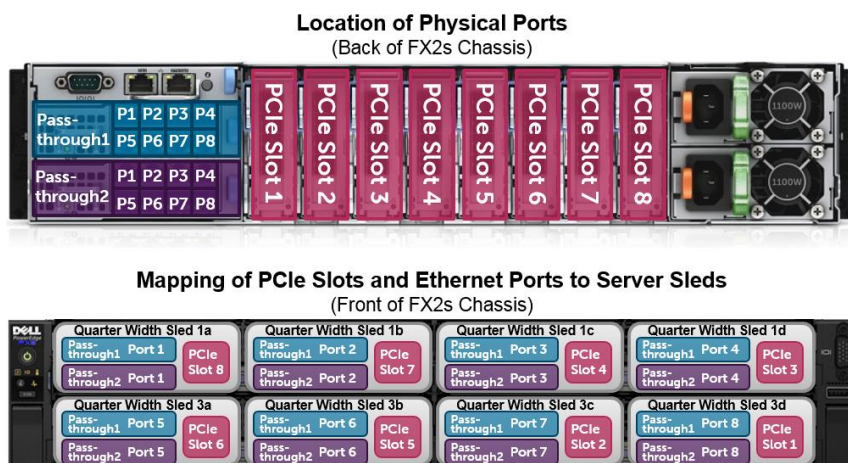 Location of Physical Ports
(Back of FX2s Chassis)
Pass-
through1
P1 P2 P3 P4
P5 P6 P7 P8
Pass-
through2
P1 P2 P3 P4
P5 P6 P7 P8
PCIe Slot 1
PCIe Slot 2
PCIe Slot 3
PCIe Slot 4
PCIe Slot 5
PCIe Slot 6
PCIe Slot 7
PCIe Slot 8
1100W
1100W
Mapping of PCIe Slots and Ethernet Ports to Server Sleds
(Front of FX2s Chassis)
DELL
PowerEdge
Quarter Width Sled 1a
Pass-
through1 Port 1
Pass-
through2 Port 1
PCIe
Slot 8
Quarter Width Sled 1b
Pass-
through1 Port 2
Pass-
through2 Port 2
PCIe
Slot 7
Quarter Width Sled 1c
Pass-
through1 Port 3
Pass-
through2 Port 3
PCIe
Slot 4
Quarter Width Sled 1d
Pass-
through1 Port 4
Pass-
through2 Port 4
PCIe
Slot 3
Quarter Width Sled 3a
Pass-
through1 Port 5
Pass-
through2 Port 5
PCIe
Slot 6
Quarter Width Sled 3b
Pass-
through1 Port 6
Pass-
through2 Port 6
PCIe
Slot 5
Quarter Width Sled 3c
Pass-
through1 Port 7
Pass-
through2 Port 7
PCIe
Slot 2
Quarter Width Sled 3d
Pass-
through1 Port 8
Pass-
through2 Port 8
PCIe
Slot 1